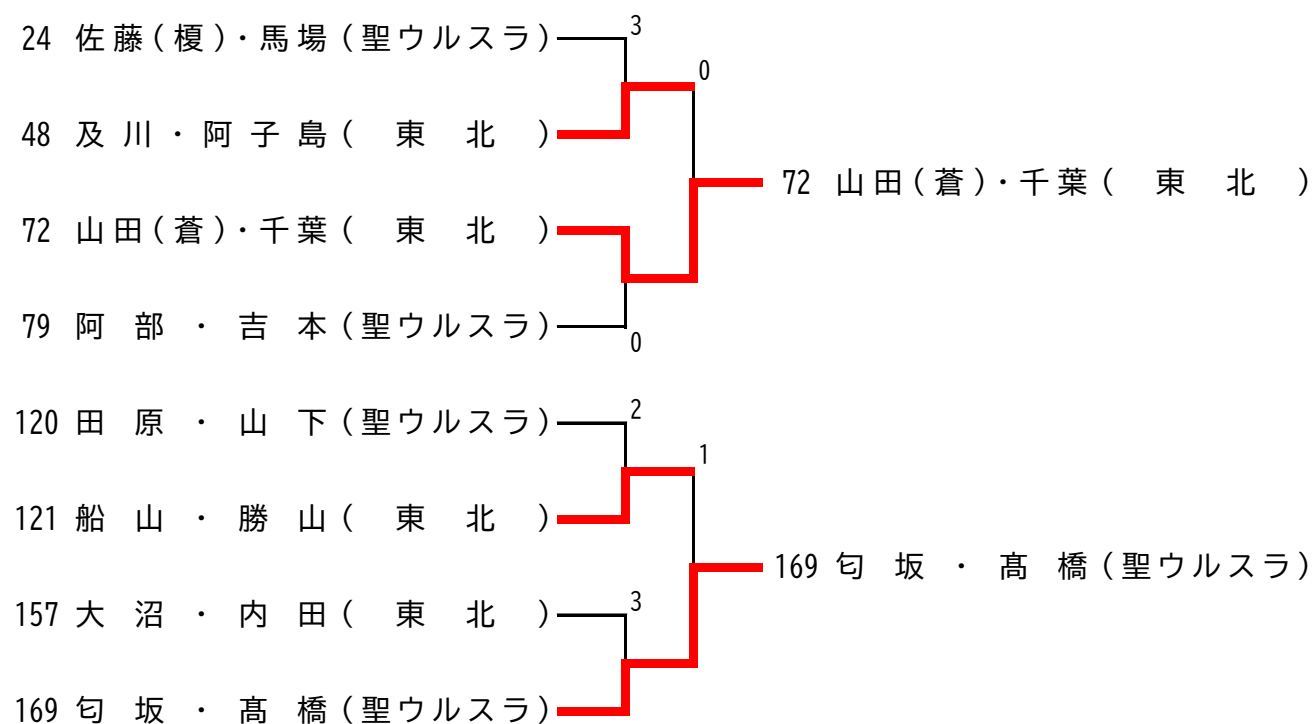 24 佐藤(榎)・馬場(聖ウルスラ) 3
0
48 及川・阿子島(東北)
72 山田(蒼)・千葉(東北)
72 山田(蒼)・千葉(東北)
79 阿部・吉本(聖ウルスラ) 0
120 田原・山下(聖ウルスラ) 2
1
121 船山・勝山(東北)
169 匂坂・髙橋(聖ウルスラ)
157 大沼・内田(東北) 3
169 匂坂・髙橋(聖ウルスラ)